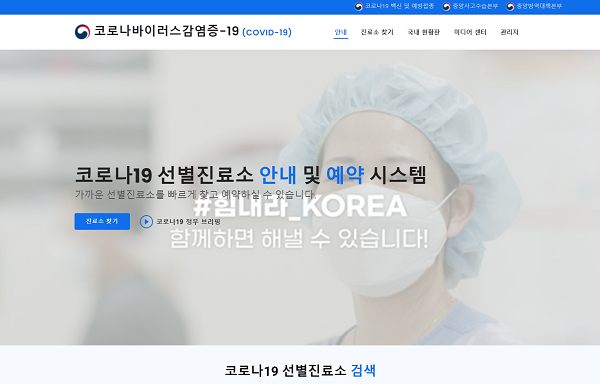 코로나19 백신 및 예방접종 중앙사고수습본부 중앙방역대책본부
코로나바이러스감염증-19 (COVID-19)
안내 진료소 찾기 국내 현황판 미디어 센터 관리자
코로나19 선별진료소 안내 및 예약 시스템
가까운 선별진료소를 빠르게 찾고 예약하실 수 있습니다.
#힘내라_KOREA
진료소 찾기 코로나19 정부 브리핑
함께하면 해낼 수 있습니다!
코로나19 선별진료소 검색